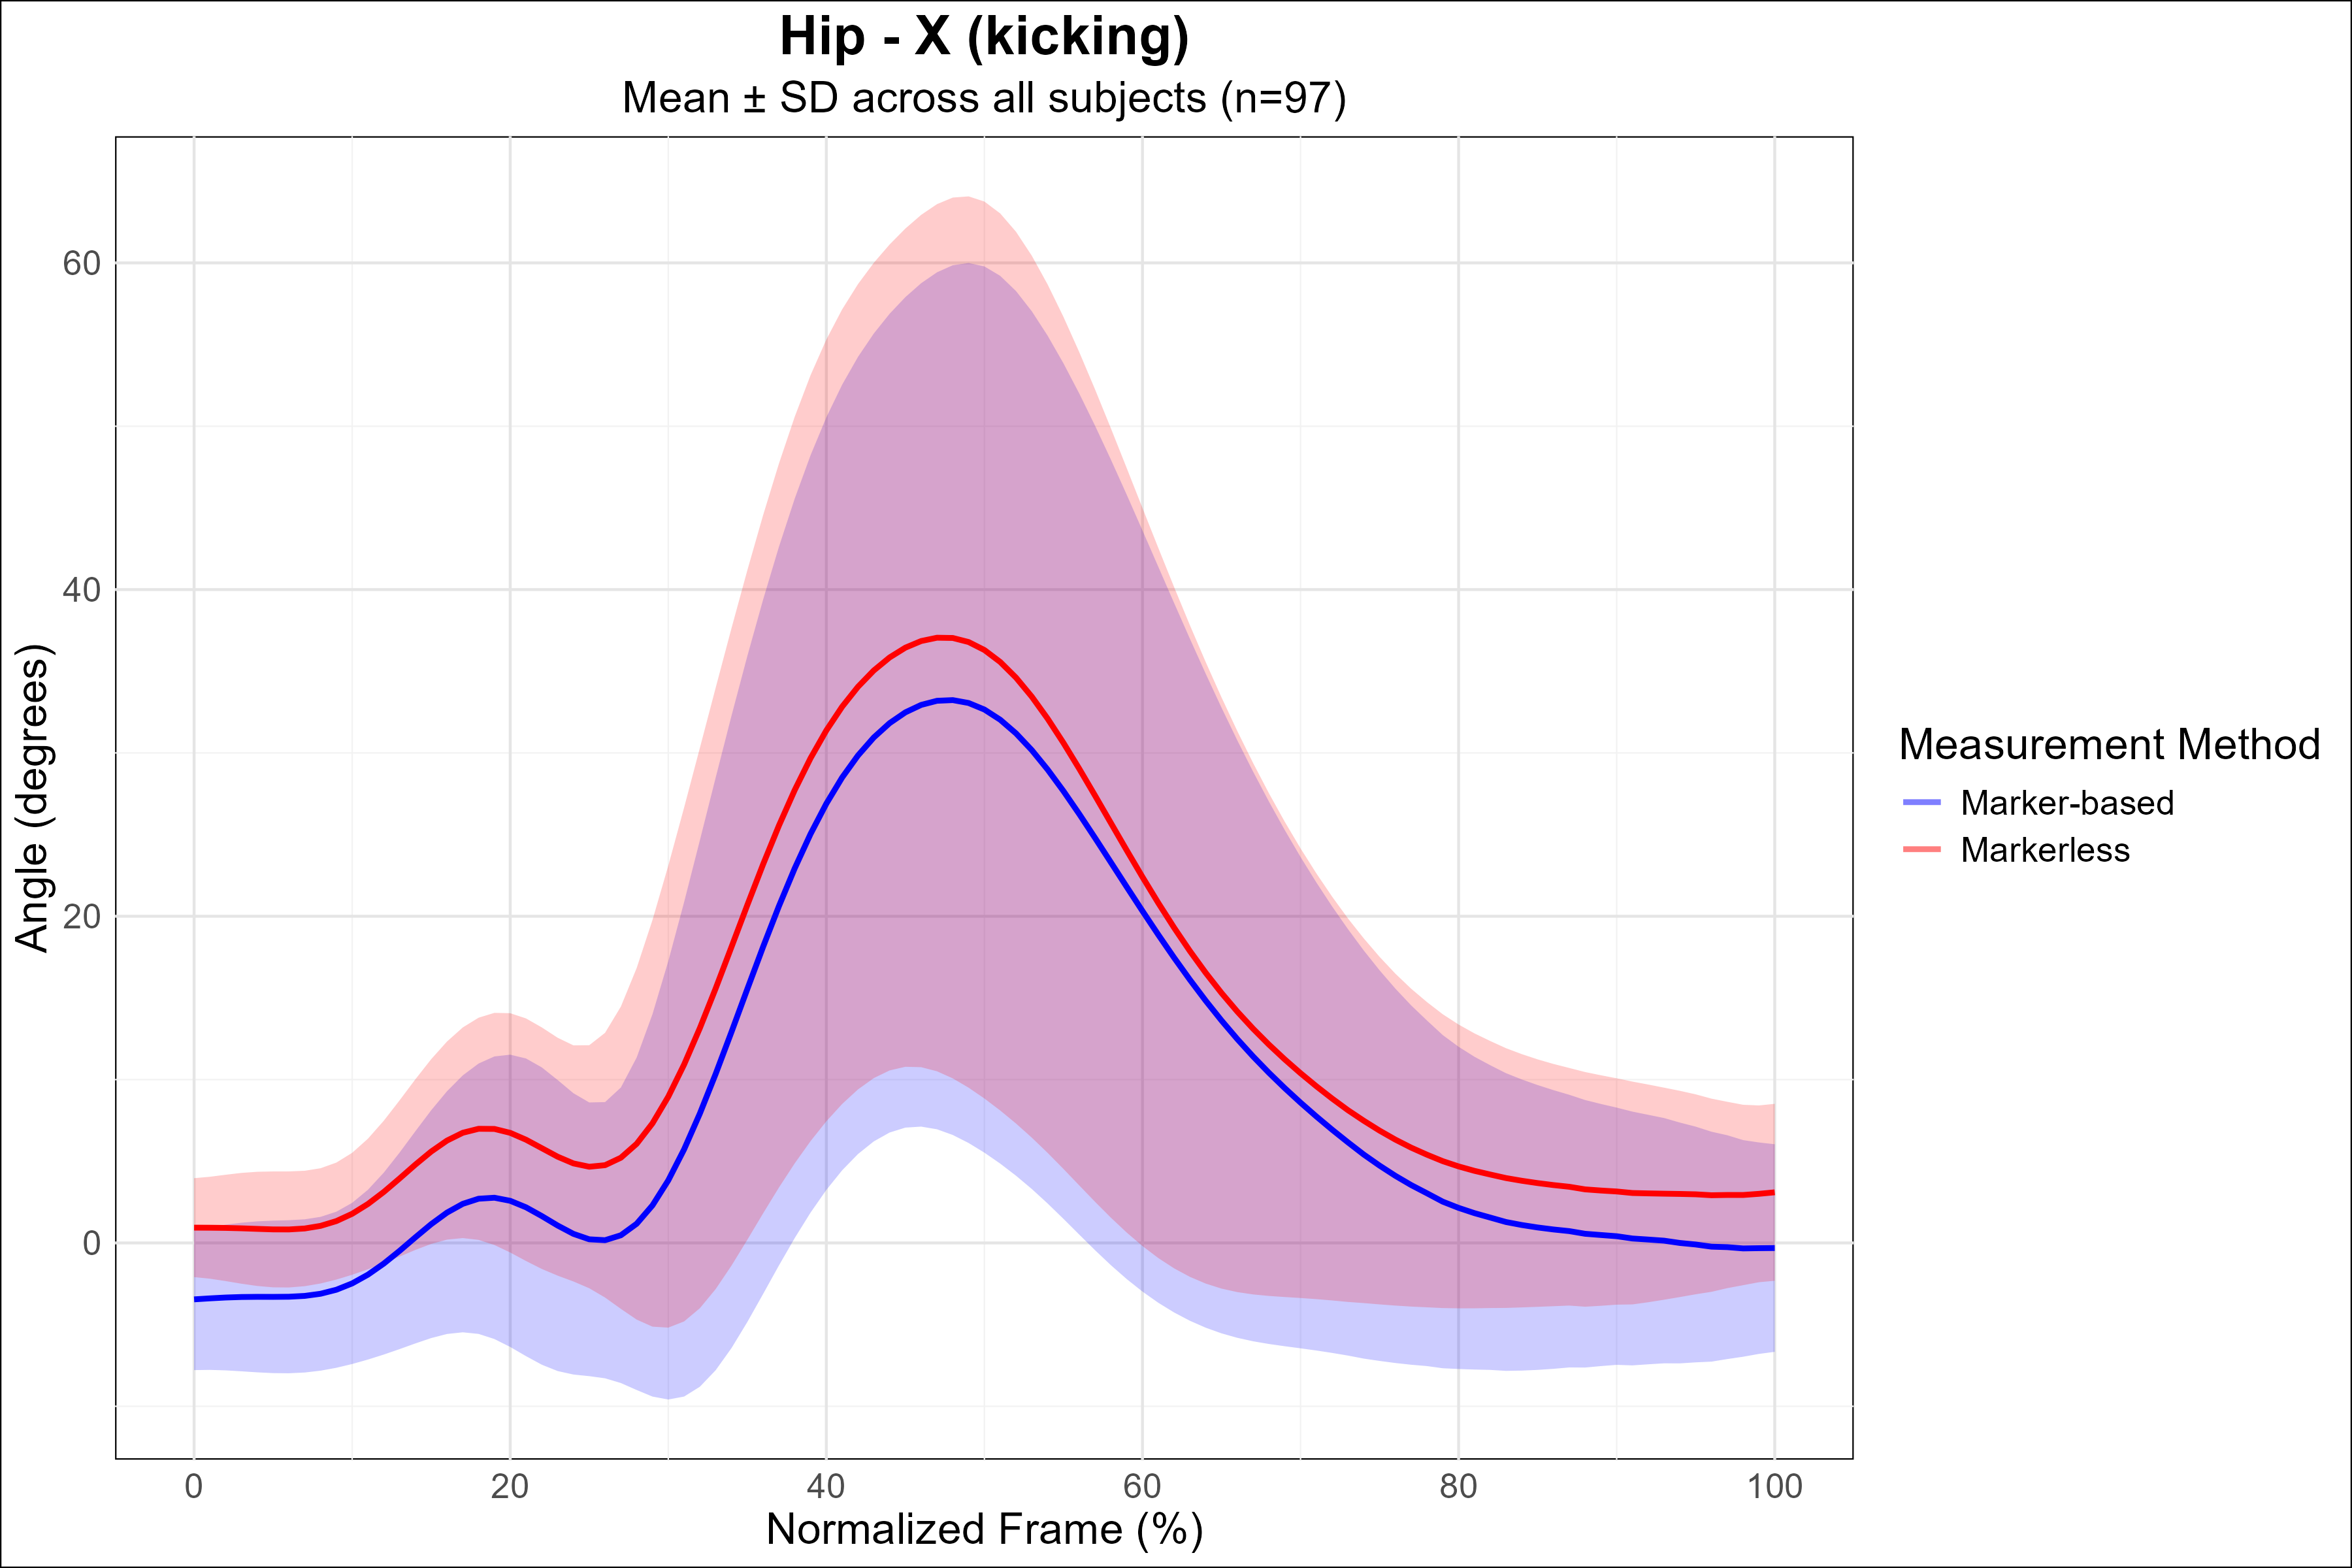 Hip - X (kicking)
Mean ± SD across all subjects (n=97)
Angle (degrees)
60
40
20
0
0 20 40 60 80 100
Normalized Frame (%)
Measurement Method
Marker-based
Markerless